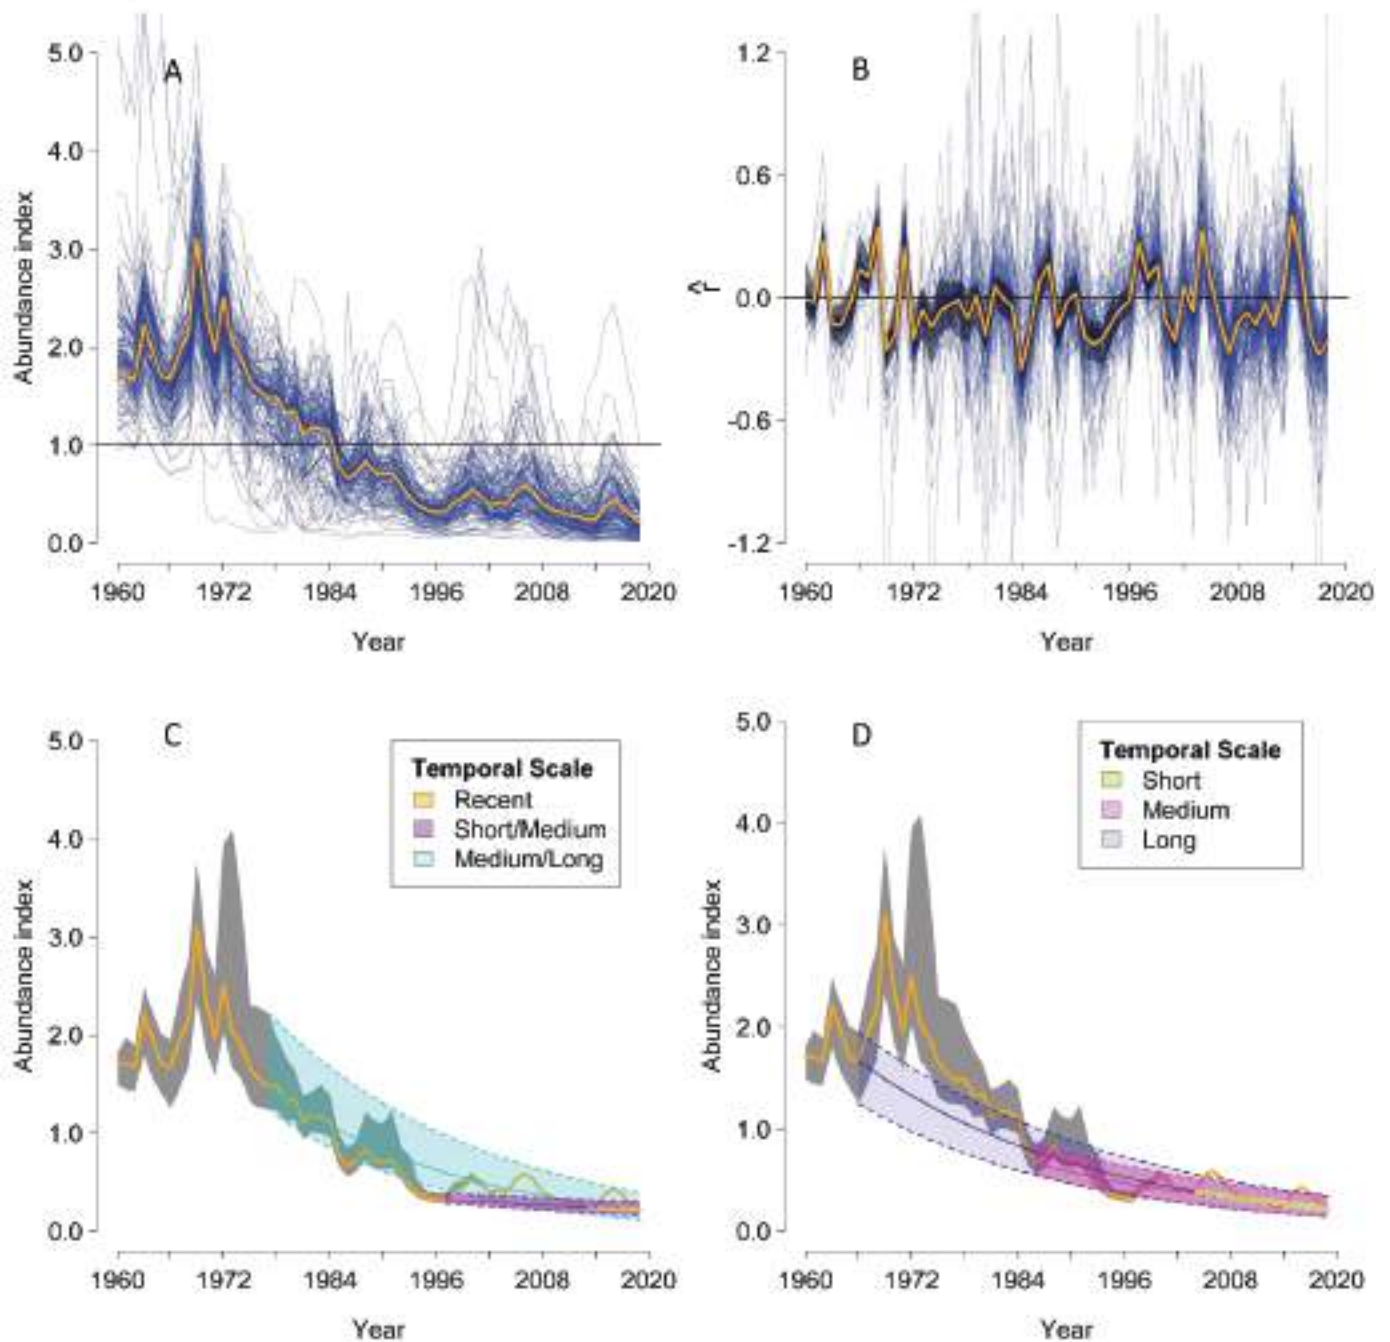 A
Abundance index
5.0
4.0
3.0
2.0
1.0
0.0
1960 1972 1984 1996 2008 2020
Year
B
r̂
1.2
0.6
0.0
-0.6
-1.2
1960 1972 1984 1996 2008 2020
Year
C
Abundance index
5.0
4.0
3.0
2.0
1.0
0.0
Temporal Scale
Recent
Short/Medium
Medium/Long
1960 1972 1984 1996 2008 2020
Year
D
Abundance index
5.0
4.0
3.0
2.0
1.0
0.0
Temporal Scale
Short
Medium
Long
1960 1972 1984 1996 2008 2020
Year